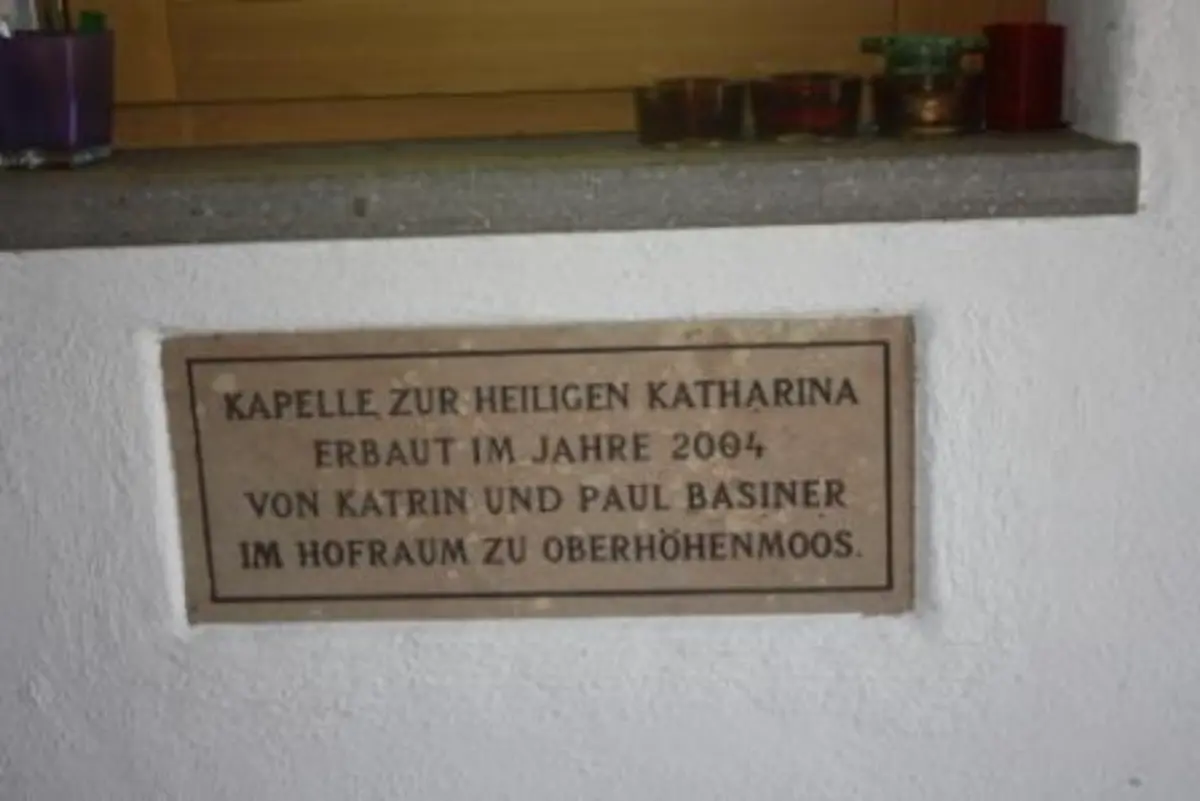 KAPELLE ZUR HEILIGEN KATHARINA
ERBAUT IM JAHRE 2004
VON KATRIN UND PAUL BASINER
IM HOFRAUM ZU OBERHÖHENMOOS.